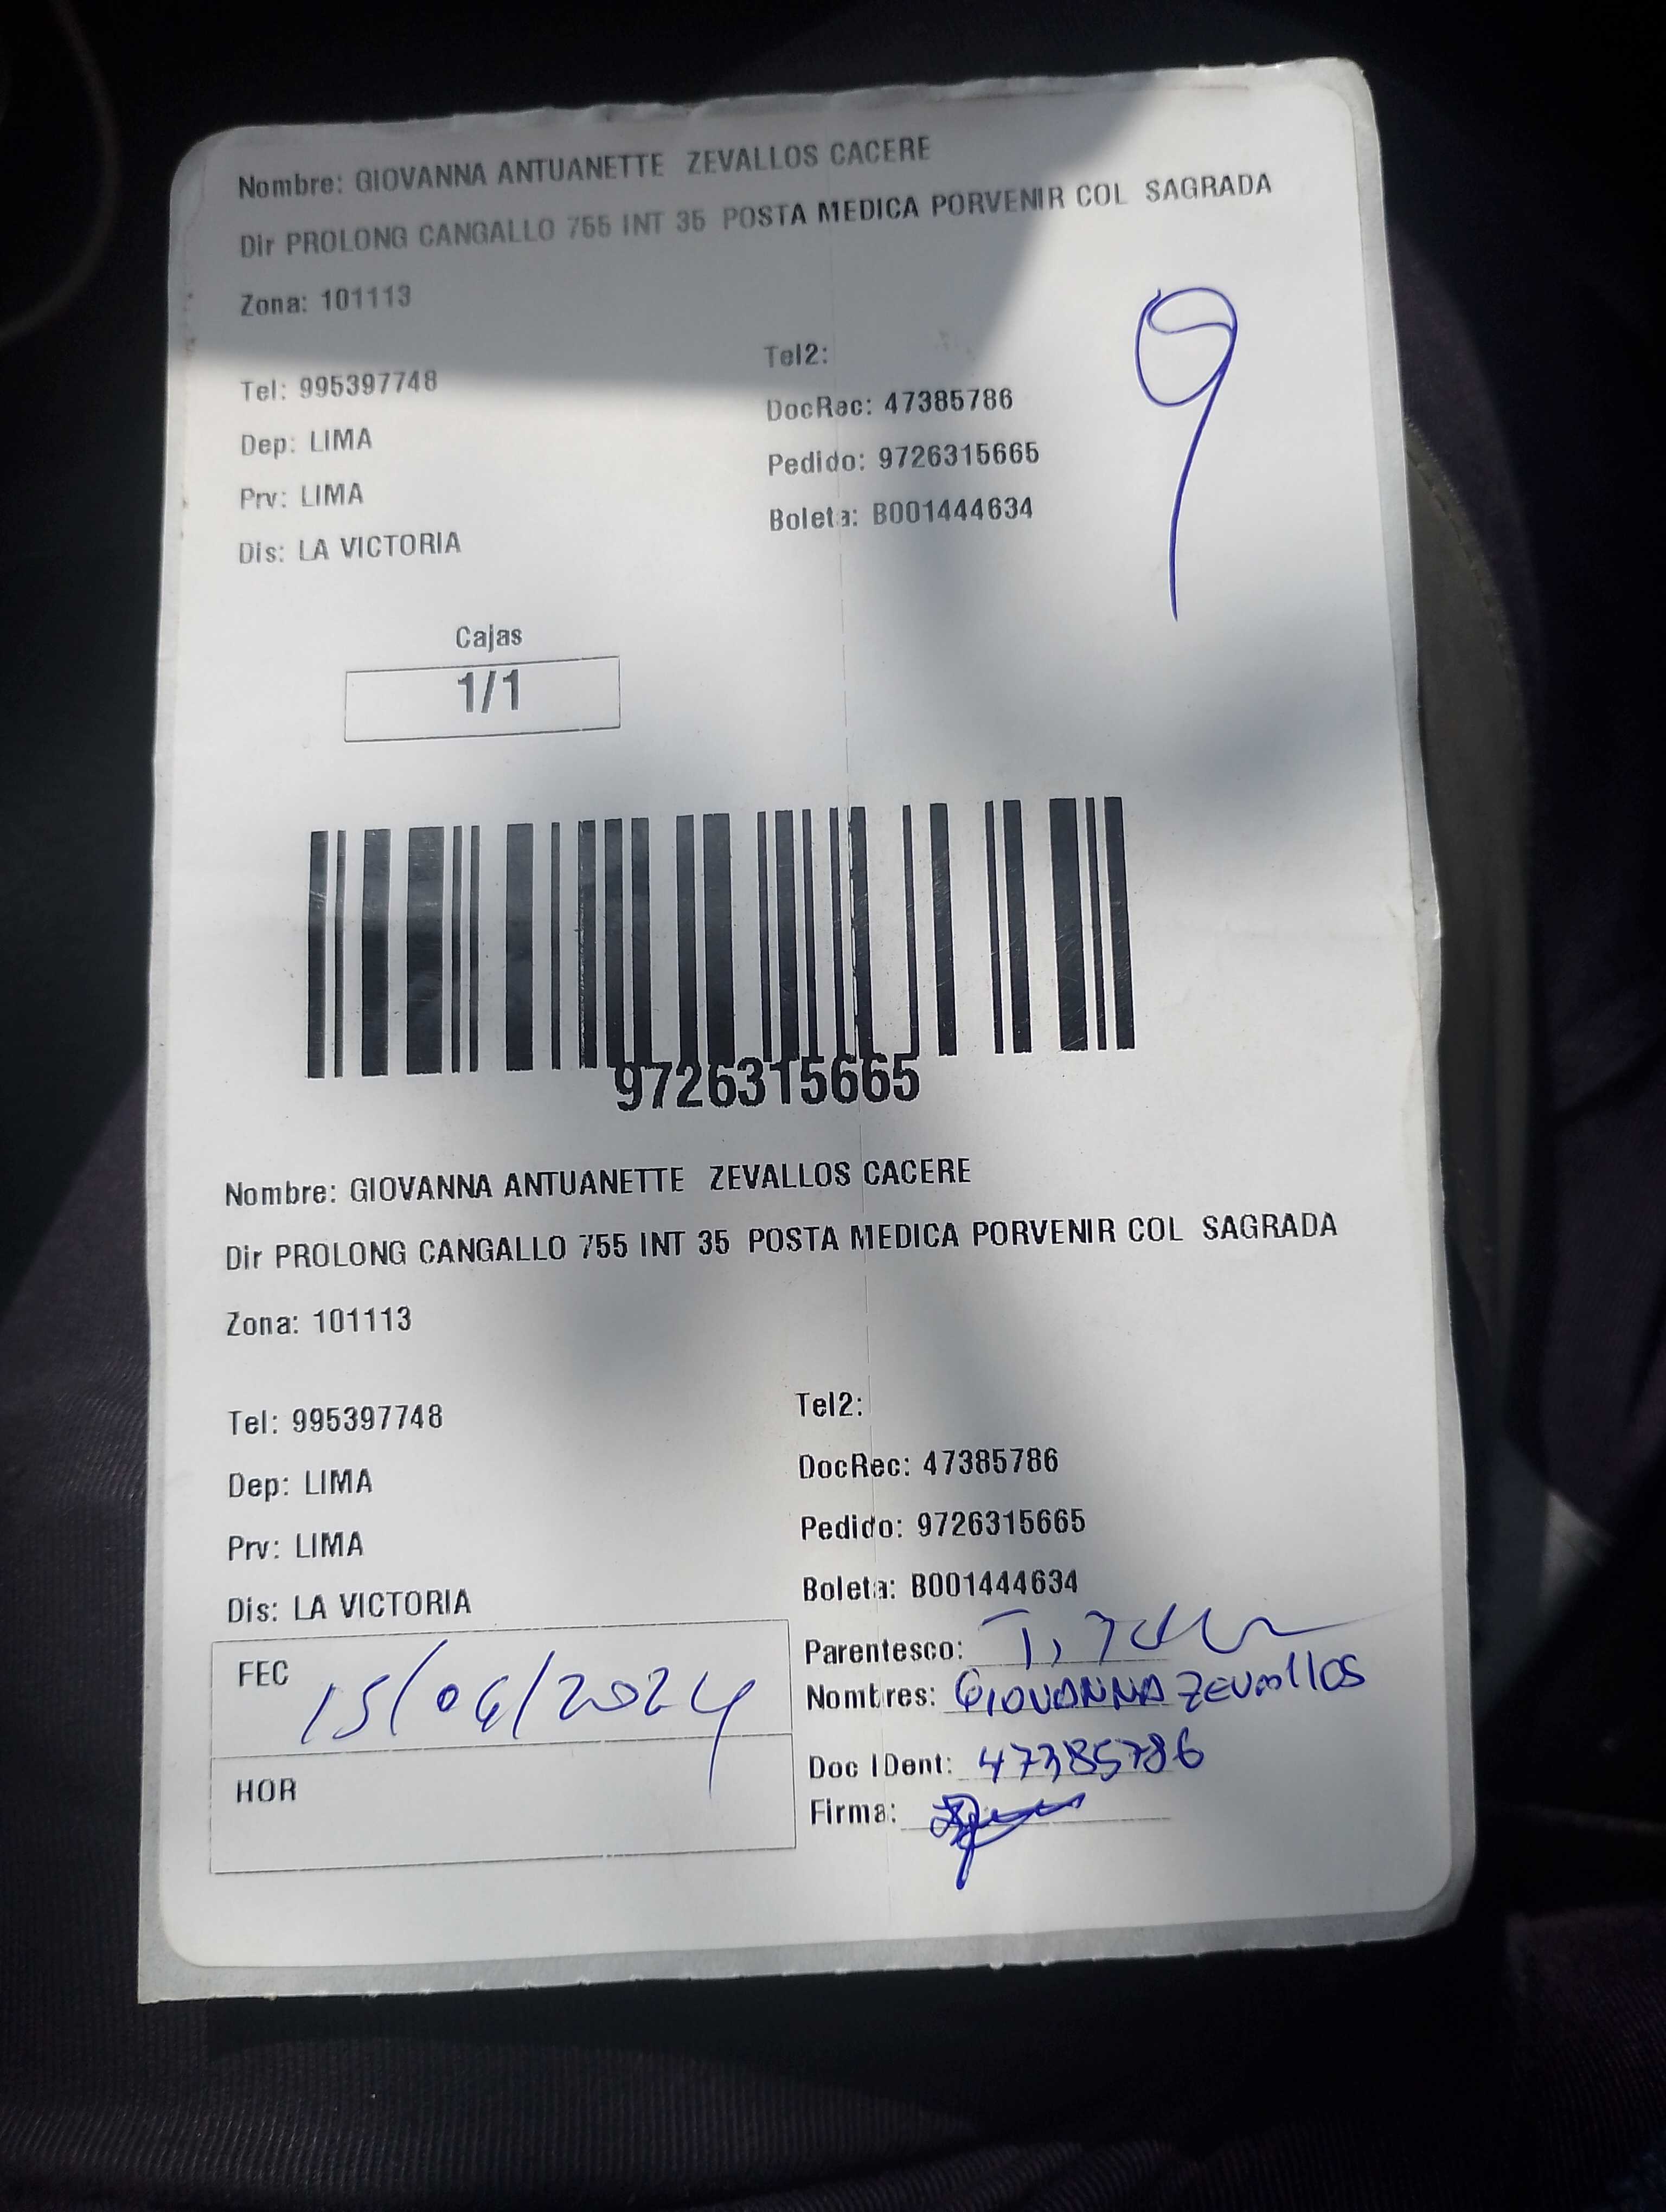 Nombre: GIOVANNA ANTUANETTE ZEVALLOS CACERE
Dir PROLONG CANGALLO 755 INT 35 POSTA MEDICA PORVENIR COL SAGRADA
Zona: 101113
9
Tel2:
Tel: 995397748
DocRec: 47385786
Dep: LIMA
Pedido: 9726315665
Prv: LIMA
Boleta: B001444634
Dis: LA VICTORIA
Cajas
1/1
9726315665
Nombre: GIOVANNA ANTUANETTE ZEVALLOS CACERE
Dir PROLONG CANGALLO 755 INT 35 POSTA MEDICA PORVENIR COL SAGRADA
Zona: 101113
Tel2:
Tel: 995397748
DocRec: 47385786
Dep: LIMA
Pedido: 9726315665
Prv: LIMA
Boleta: B001444634
Dis: LA VICTORIA
Parentesco:
FEC 15/06/2024
Nombres: GIOVANNA ZEVALLOS
Doc IDent: 47385786
HOR
Firma: